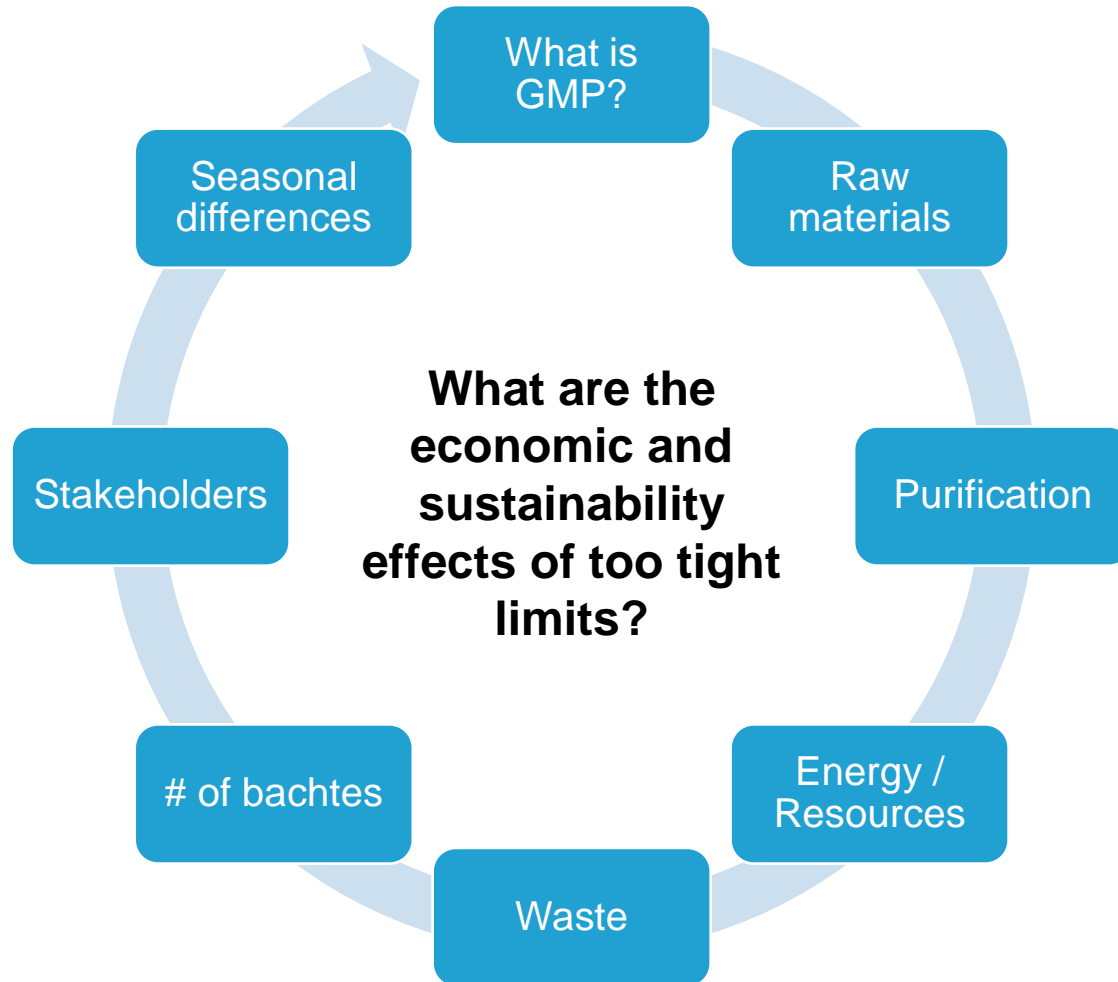 What is
GMP?
Raw
materials
Purification
Energy /
Resources
Waste
# of bachtes
Stakeholders
Seasonal
differences
What are the
economic and
sustainability
effects of too tight
limits?